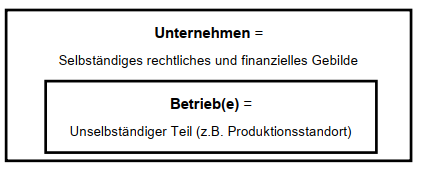 Unternehmen =
Selbständiges rechtliches und finanzielles Gebilde
Betrieb(e) =
Unselbständiger Teil (z.B. Produktionsstandort)